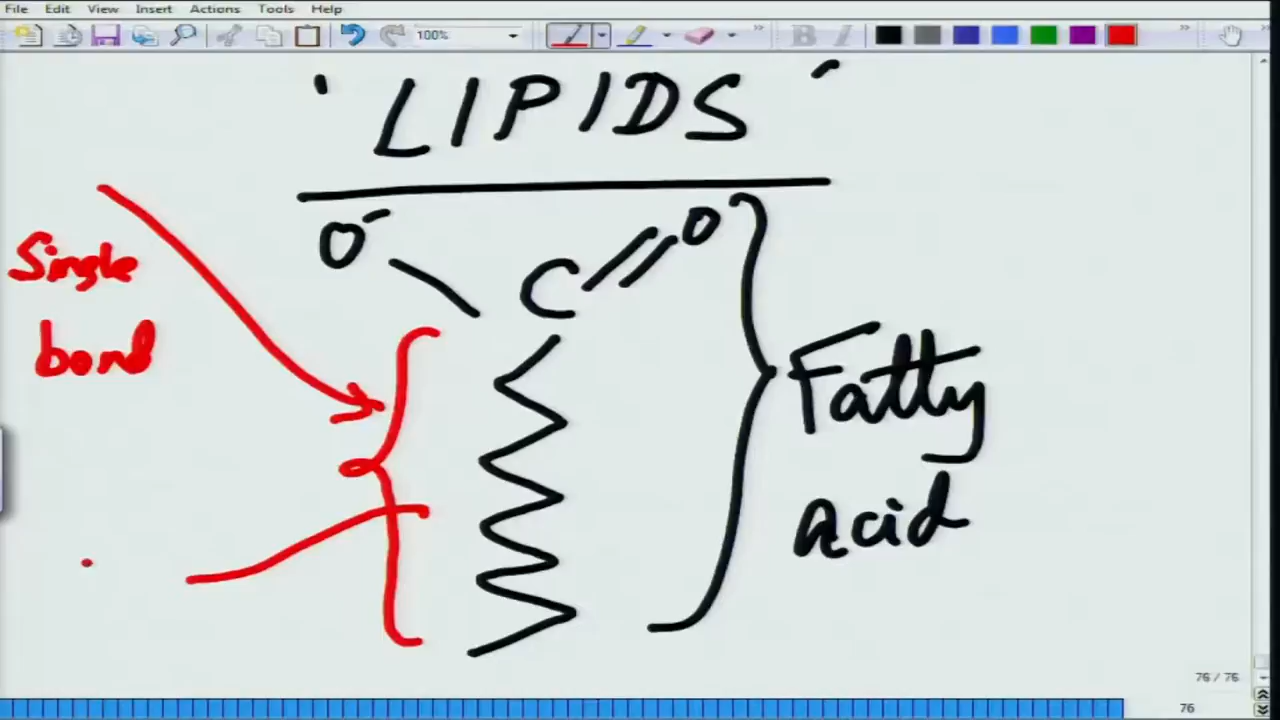 File Edit View Insert Actions Tools Help
100%
'LIPIDS'
O⁻ C O
Single
bond
Fatty
acid
76 / 76
76